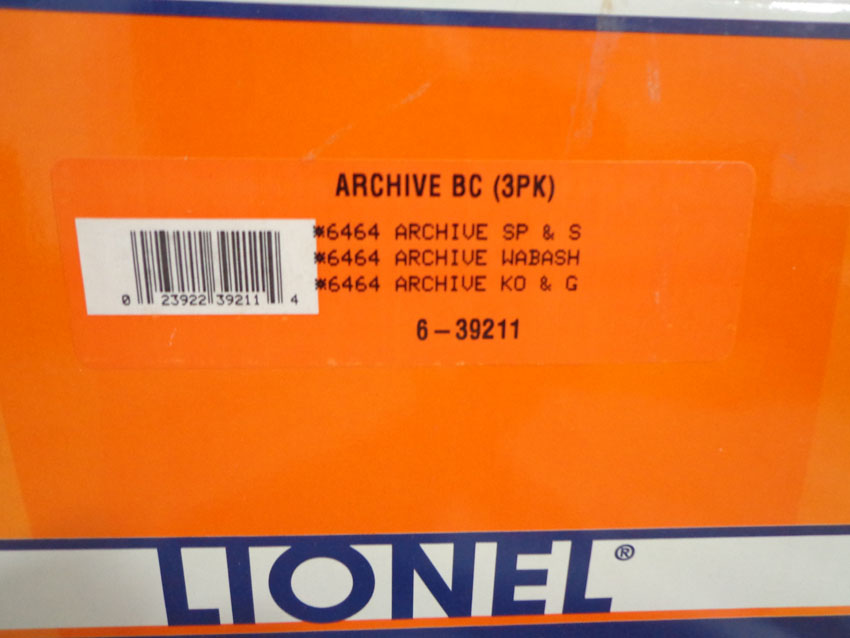 ARCHIVE BC (3PK)
*6464 ARCHIVE SP & S
*6464 ARCHIVE WABASH
*6464 ARCHIVE KO & G
0 23922 39211 4
6-39211
LIONEL®